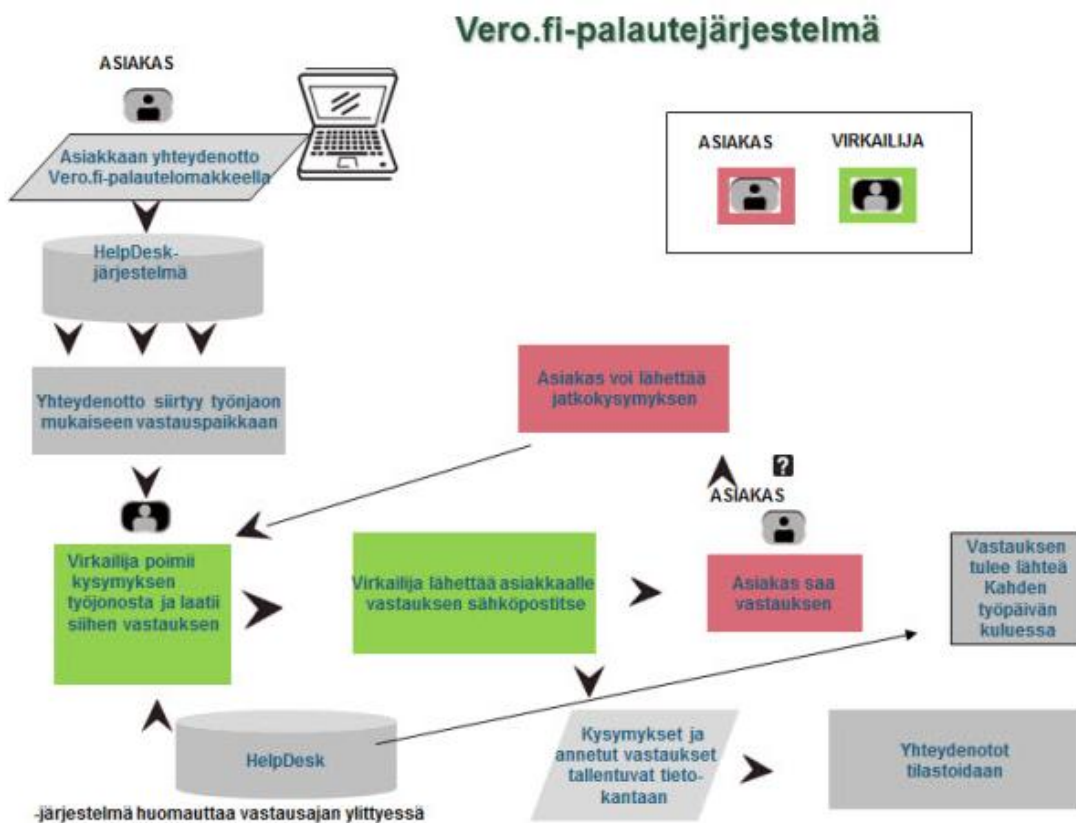 Vero.fi-palautejärjestelmä
ASIAKAS
Asiakkaan yhteydenotto
Vero.fi-palautelomakkeella
ASIAKAS
VIRKAILIJA
HelpDesk-
järjestelmä
Yhteydenotto siirtyy työnjaon
mukaiseen vastauspaikkaan
Asiakas voi lähettää
jatkokysymyksen
?
ASIAKAS
Virkailija poimii
kysymyksen
työjonosta ja laatii
siihen vastauksen
Virkailija lähettää asiakkaalle
vastauksen sähköpostitse
Asiakas saa
vastauksen
Vastauksen
tulee lähteä
Kahden
työpäivän
kuluessa
HelpDesk
-järjestelmä huomauttaa vastausajan ylittyessä
Kysymykset ja
annetut vastaukset
tallentuvat tieto-
kantaan
Yhteydenotot
tilastoidaan